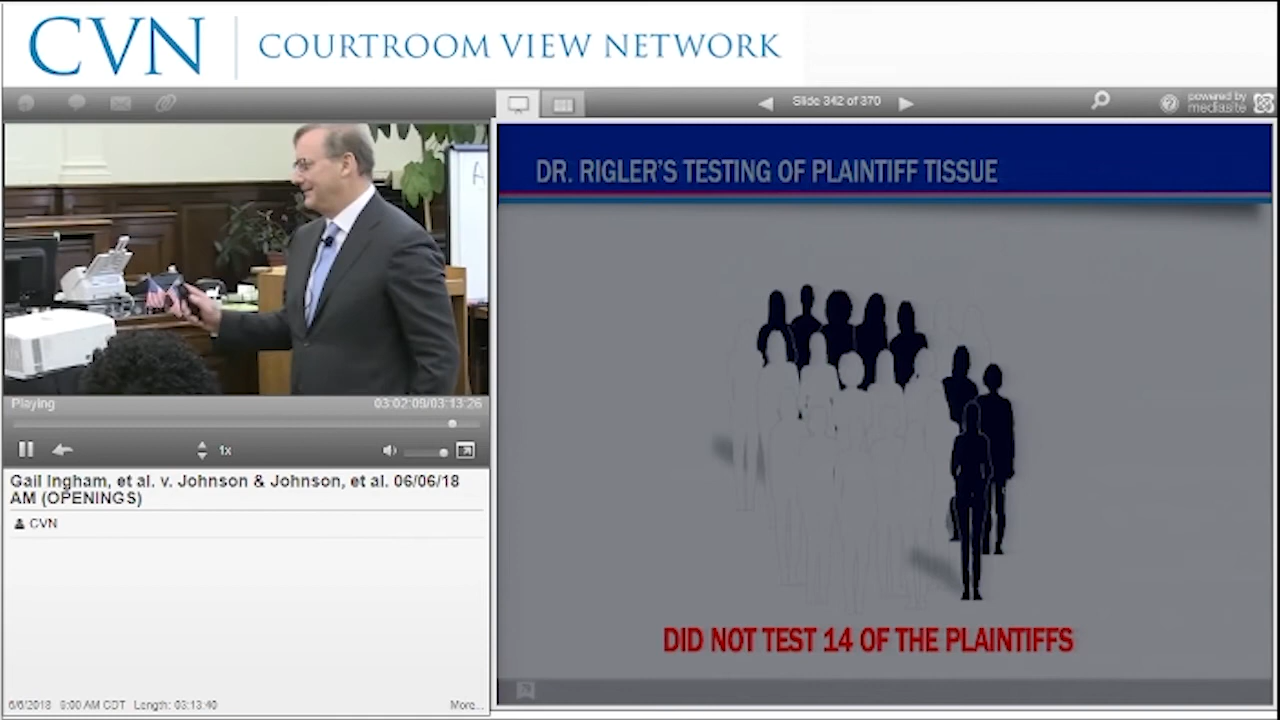 CVN
COURTROOM VIEW NETWORK
Slide 342 of 370
powered by
mediasite
DR. RIGLER'S TESTING OF PLAINTIFF TISSUE
A
Playing
03:02:09/03:13:26
1x
Gail Ingham, et al. v. Johnson & Johnson, et al. 06/06/18
AM (OPENINGS)
CVN
DID NOT TEST 14 OF THE PLAINTIFFS
6/6/2018 9:00 AM CDT Length: 03:13:40
More...